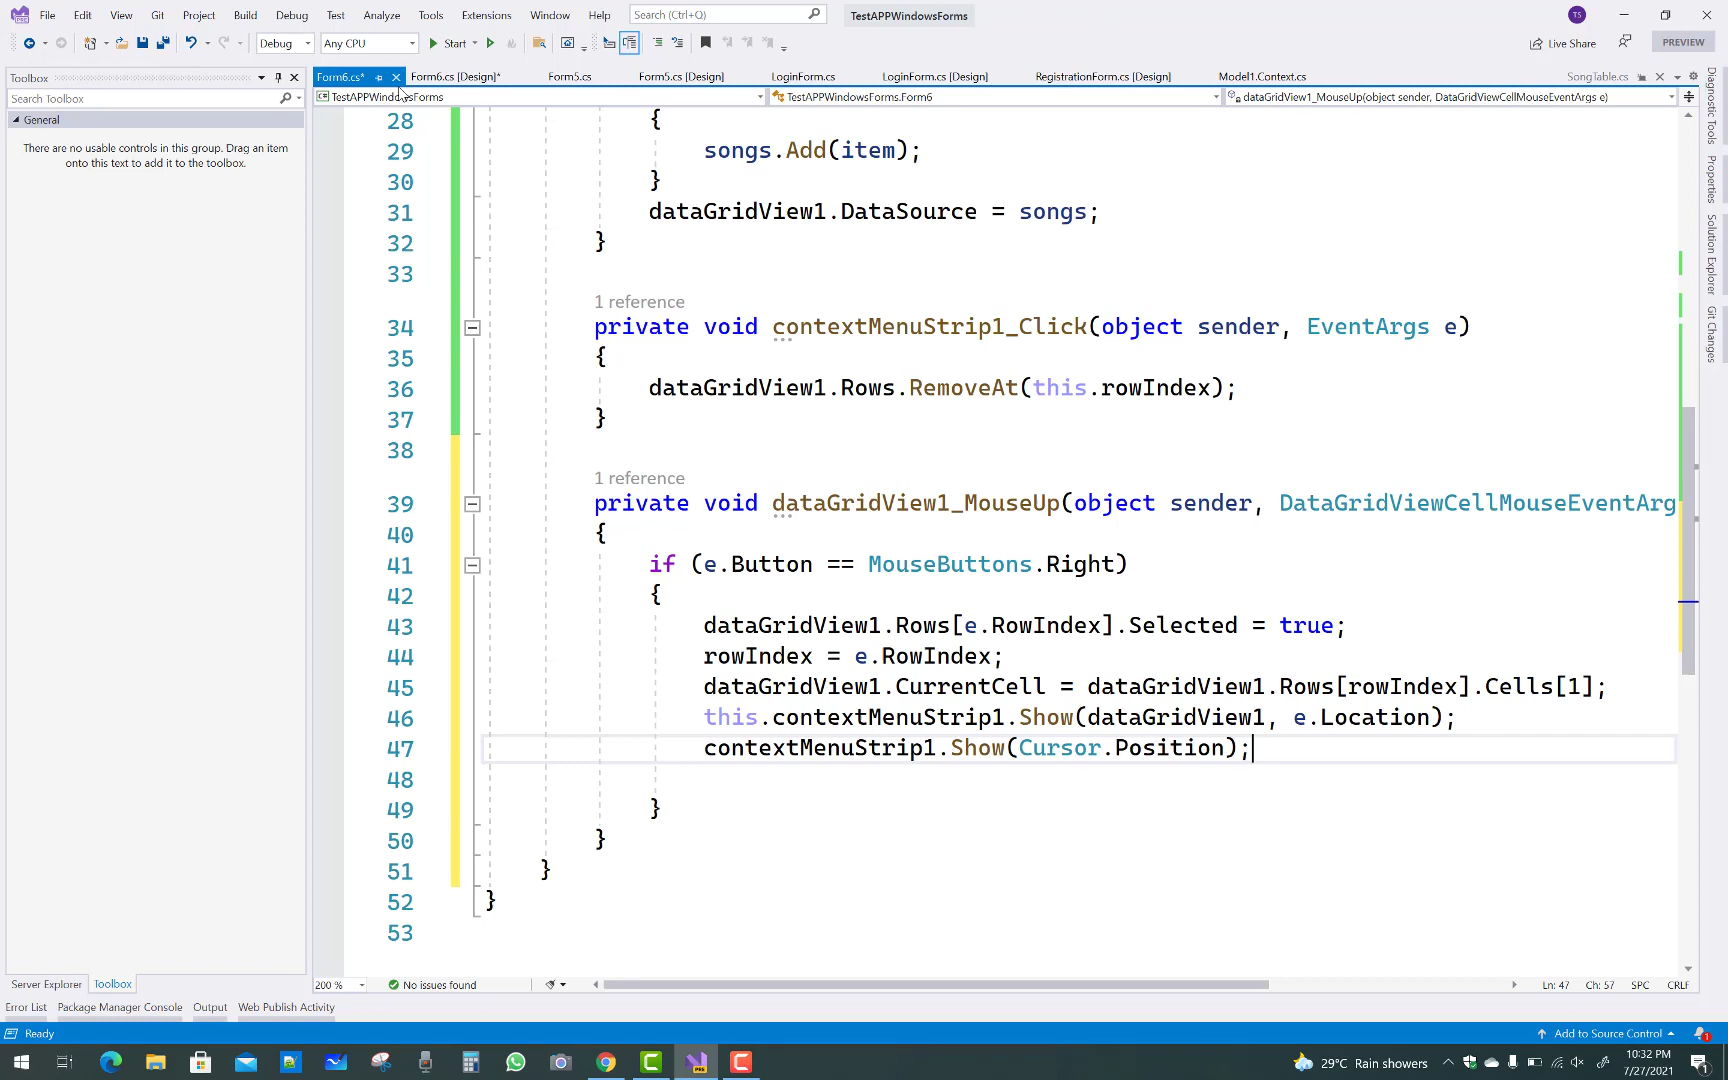 File Edit View Git Project Build Debug Test Analyze Tools Extensions Window Help Search (Ctrl+Q) TestAPPWindowsForms TS
Debug Any CPU Start Live Share PREVIEW
Toolbox
Form6.cs* Form6.cs [Design]* Form5.cs Form5.cs [Design] LoginForm.cs LoginForm.cs [Design] RegistrationForm.cs [Design] Model1.Context.cs SongTable.cs
Search Toolbox
TestAPPWindowsForms TestAPPWindowsForms.Form6 dataGridView1_MouseUp(object sender, DataGridViewCellMouseEventArgs e)
General
There are no usable controls in this group. Drag an item
onto this text to add it to the toolbox.
28 {
29 songs.Add(item);
30 }
31 dataGridView1.DataSource = songs;
32 }
33
1 reference
34 private void contextMenuStrip1_Click(object sender, EventArgs e)
35 {
36 dataGridView1.Rows.RemoveAt(this.rowIndex);
37 }
38
1 reference
39 private void dataGridView1_MouseUp(object sender, DataGridViewCellMouseEventArg
40 {
41 if (e.Button == MouseButtons.Right)
42 {
43 dataGridView1.Rows[e.RowIndex].Selected = true;
44 rowIndex = e.RowIndex;
45 dataGridView1.CurrentCell = dataGridView1.Rows[rowIndex].Cells[1];
46 this.contextMenuStrip1.Show(dataGridView1, e.Location);
47 contextMenuStrip1.Show(Cursor.Position);
48
49 }
50 }
51 }
52 }
53
Diagnostic Tools
Properties
Solution Explorer
Git Changes
Server Explorer Toolbox
200 % No issues found Ln: 47 Ch: 57 SPC CRLF
Error List Package Manager Console Output Web Publish Activity
Ready Add to Source Control 1
29°C Rain showers 10:32 PM
7/27/2021 1